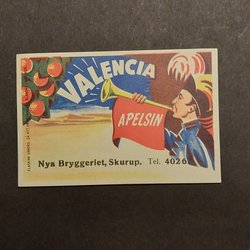 VALENCIA
APELSIN
Nya Bryggeriet, Skurup. Tel. 4026